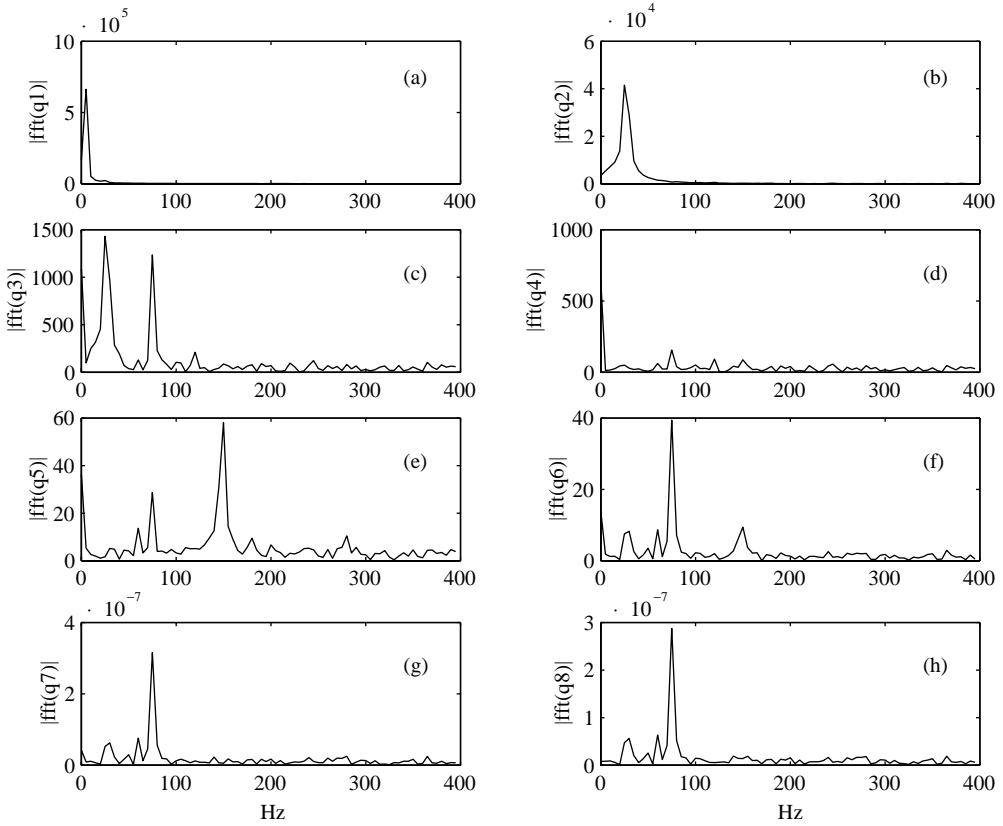 · 10^5
10
5
0
|fft(q1)|
(a)
0 100 200 300 400
· 10^4
6
4
2
0
|fft(q2)|
(b)
0 100 200 300 400
1500
1000
500
0
|fft(q3)|
(c)
0 100 200 300 400
1000
500
0
|fft(q4)|
(d)
0 100 200 300 400
60
40
20
0
|fft(q5)|
(e)
0 100 200 300 400
40
20
0
|fft(q6)|
(f)
0 100 200 300 400
· 10^−7
4
2
0
|fft(q7)|
(g)
0 100 200 300 400
Hz
· 10^−7
3
2
1
0
|fft(q8)|
(h)
0 100 200 300 400
Hz